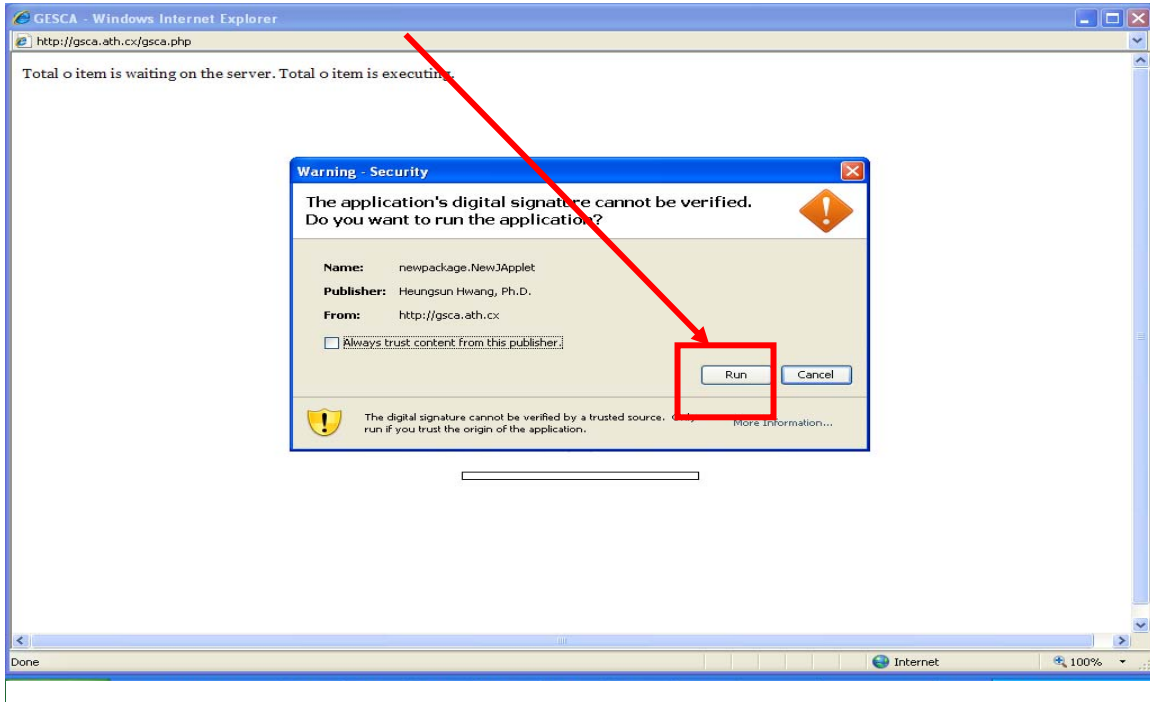 GESCA - Windows Internet Explorer
http://gsca.ath.cx/gsca.php
Total 0 item is waiting on the server. Total 0 item is executing.
Warning - Security
The application's digital signature cannot be verified.
Do you want to run the application?
Name: newpackage.NewJApplet
Publisher: Heungsun Hwang, Ph.D.
From: http://gsca.ath.cx
Always trust content from this publisher.
Run Cancel
The digital signature cannot be verified by a trusted source. Only
run if you trust the origin of the application.
More Information...
Done Internet 100%